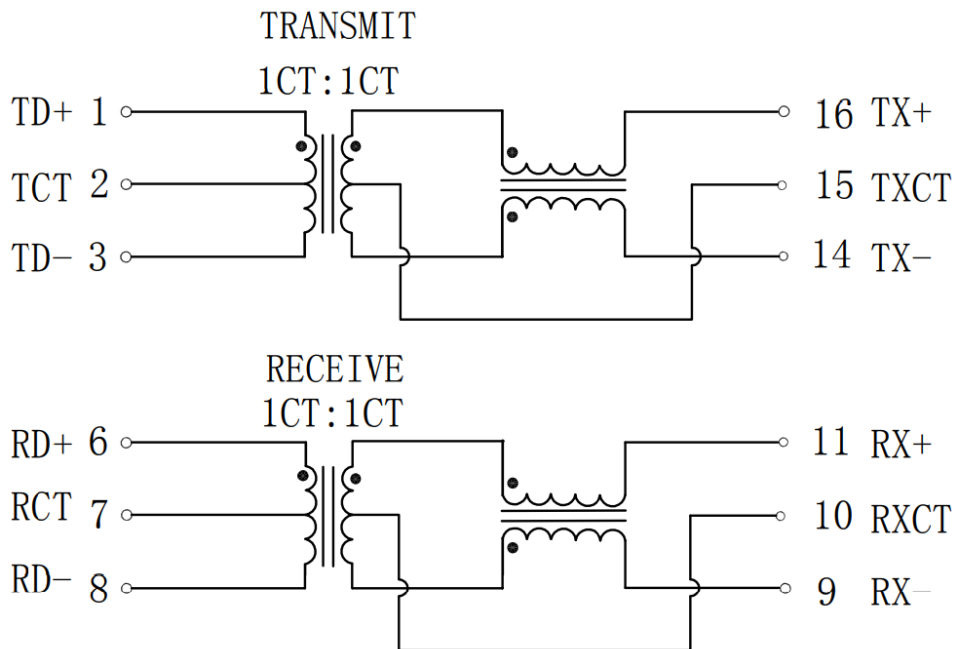 TRANSMIT
1CT:1CT
TD+ 1
16 TX+
TCT 2
15 TXCT
TD- 3
14 TX-
RECEIVE
1CT:1CT
RD+ 6
11 RX+
RCT 7
10 RXCT
RD- 8
9 RX-